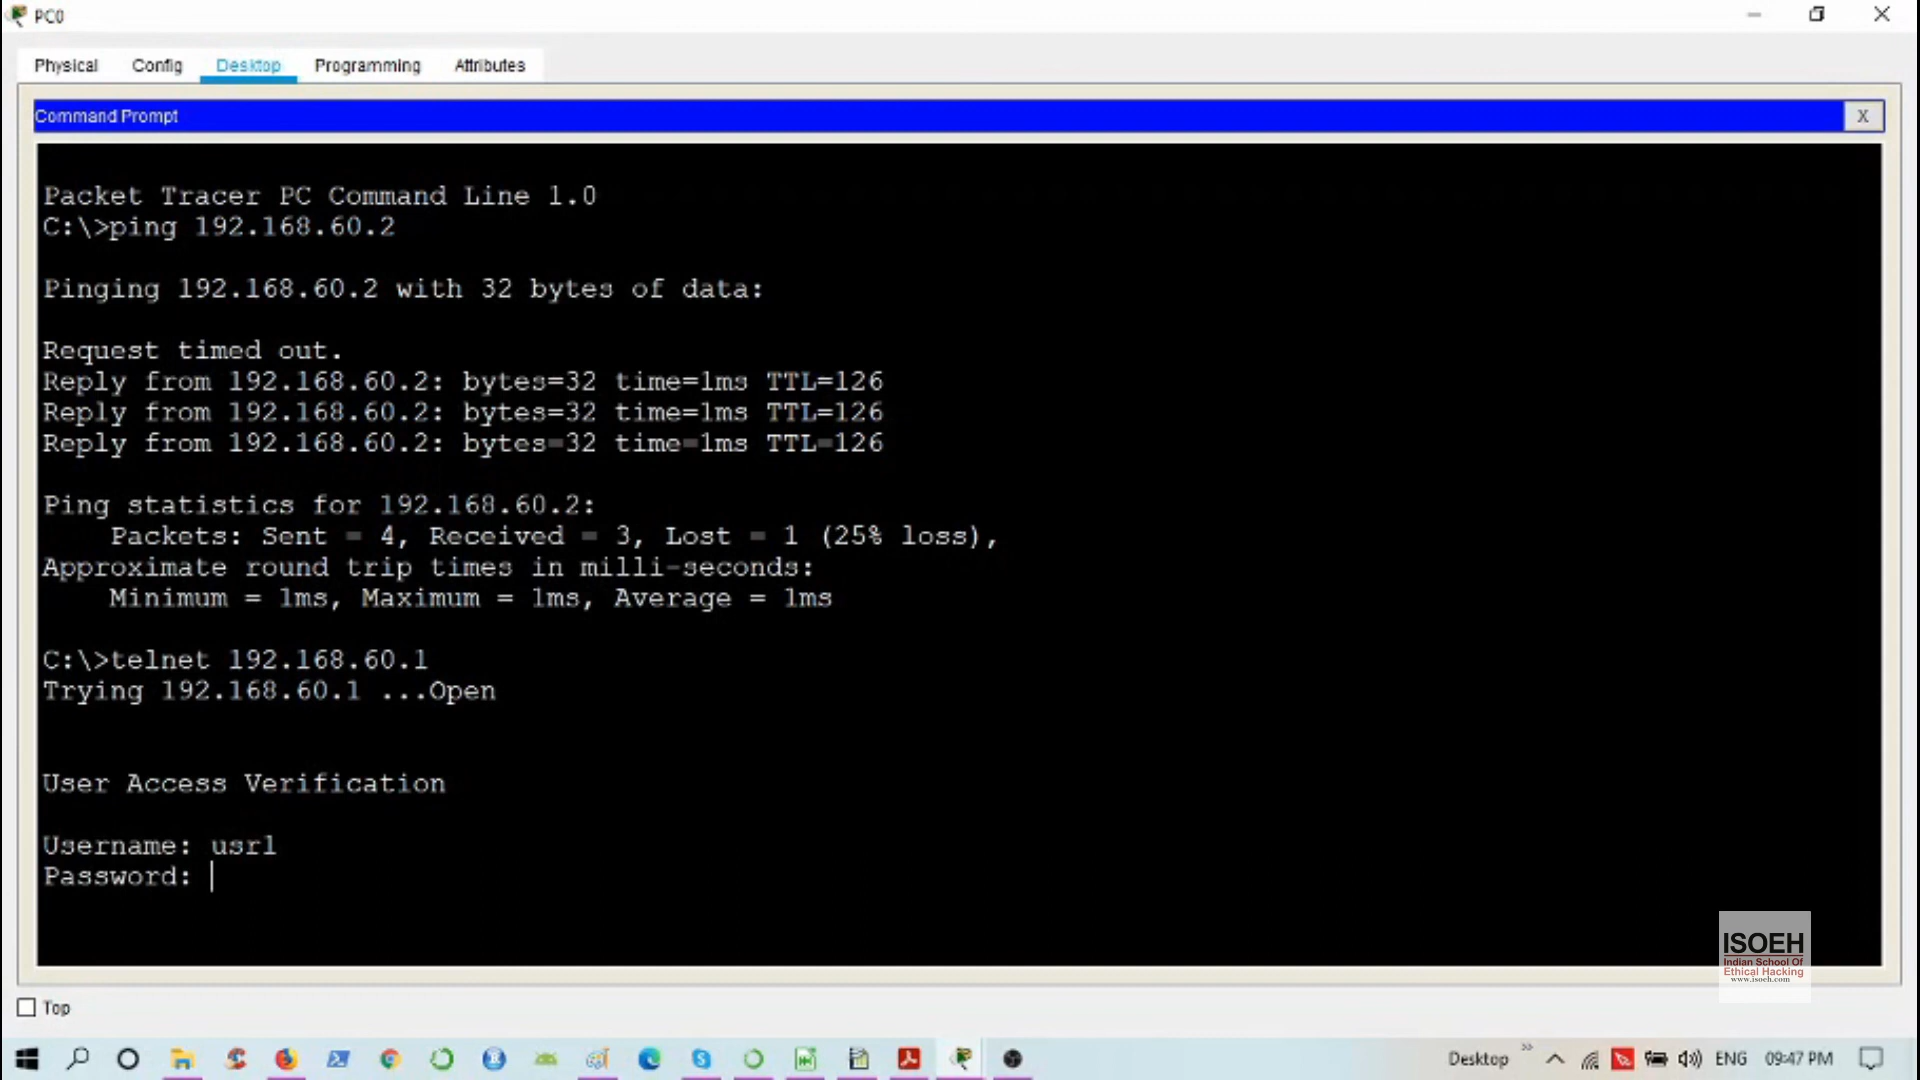 PC0
Physical Config Desktop Programming Attributes
Command Prompt
X
Packet Tracer PC Command Line 1.0
C:\>ping 192.168.60.2
Pinging 192.168.60.2 with 32 bytes of data:
Request timed out.
Reply from 192.168.60.2: bytes=32 time=1ms TTL=126
Reply from 192.168.60.2: bytes=32 time=1ms TTL=126
Reply from 192.168.60.2: bytes=32 time=1ms TTL=126
Ping statistics for 192.168.60.2:
Packets: Sent = 4, Received = 3, Lost = 1 (25% loss),
Approximate round trip times in milli-seconds:
Minimum = 1ms, Maximum = 1ms, Average = 1ms
C:\>telnet 192.168.60.1
Trying 192.168.60.1 ...Open
User Access Verification
Username: usr1
Password:
ISOEH
Indian School Of
Ethical Hacking
www.isoeh.com
Top
Desktop » ENG 09:47 PM